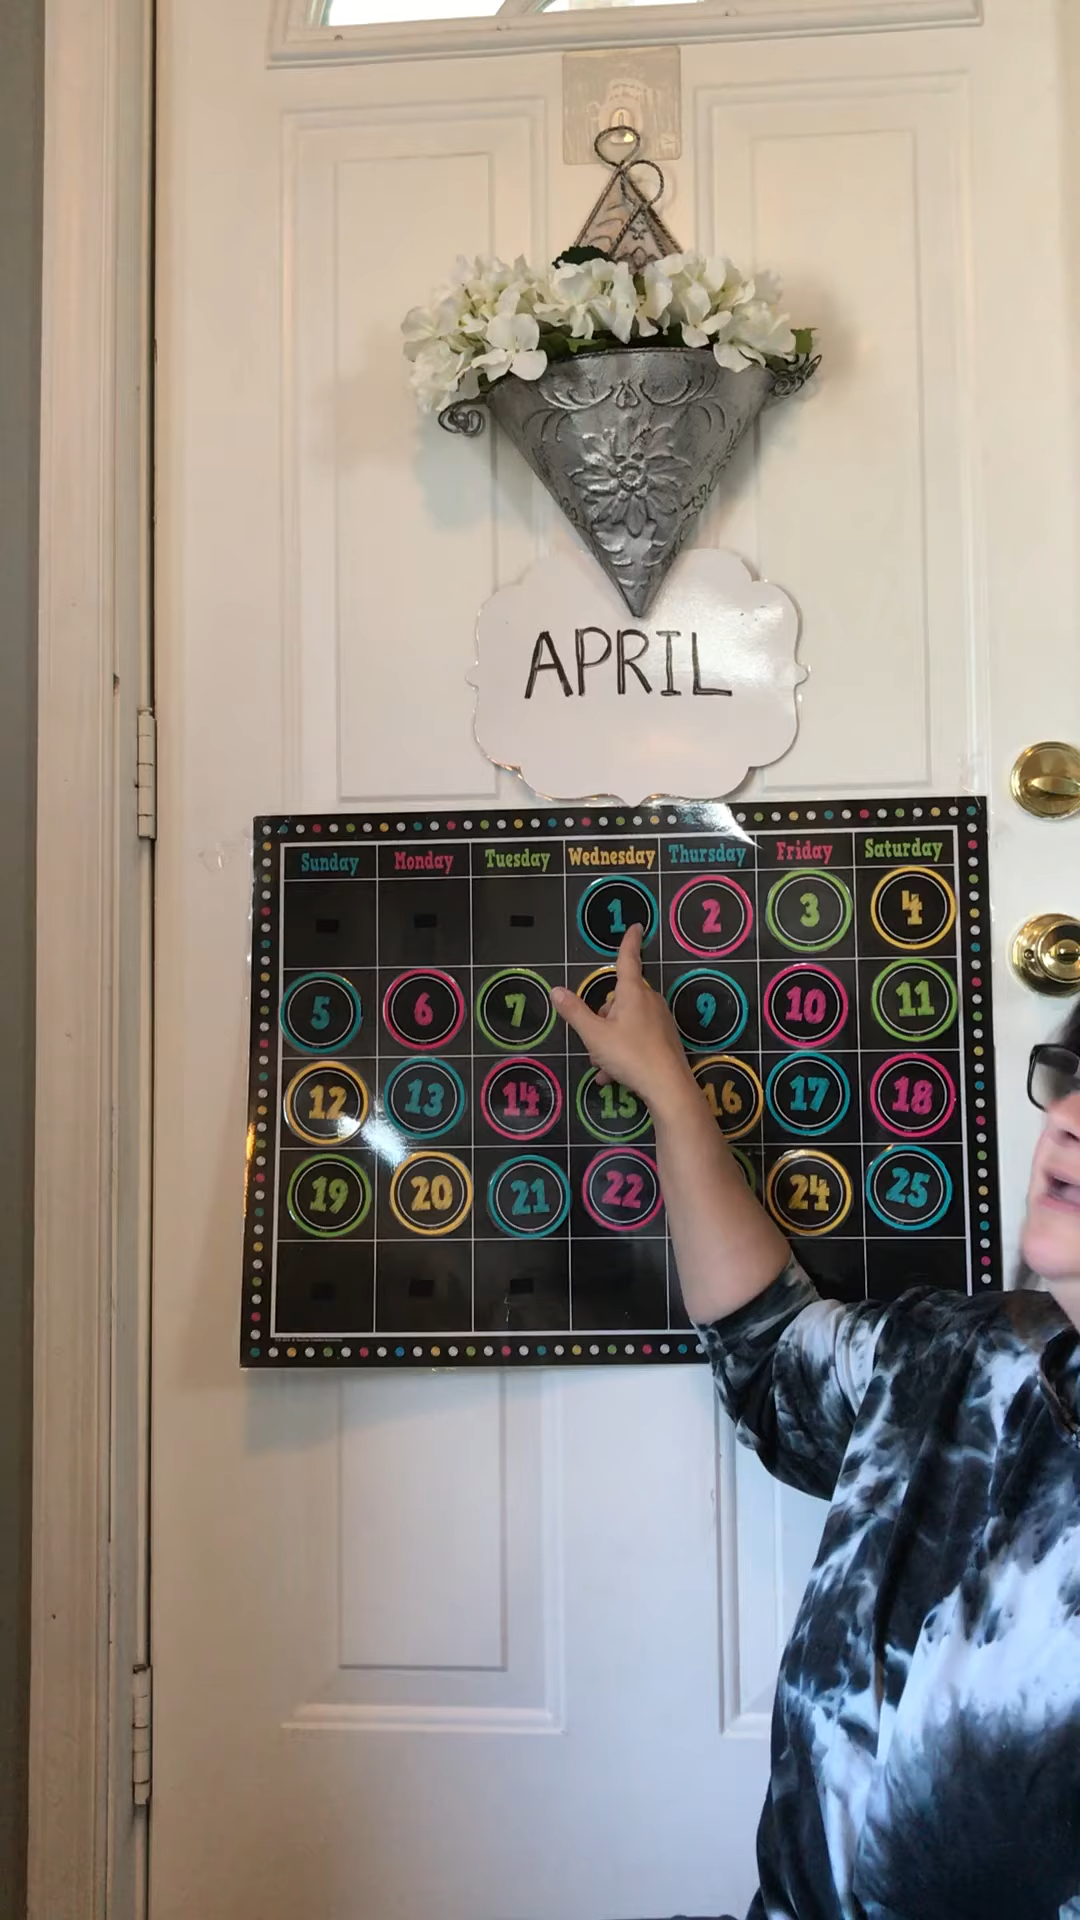 APRIL
Sunday Monday Tuesday Wednesday Thursday Friday Saturday
1 2 3 4
5 6 7 9 10 11
12 13 14 15 16 17 18
19 20 21 22 24 25